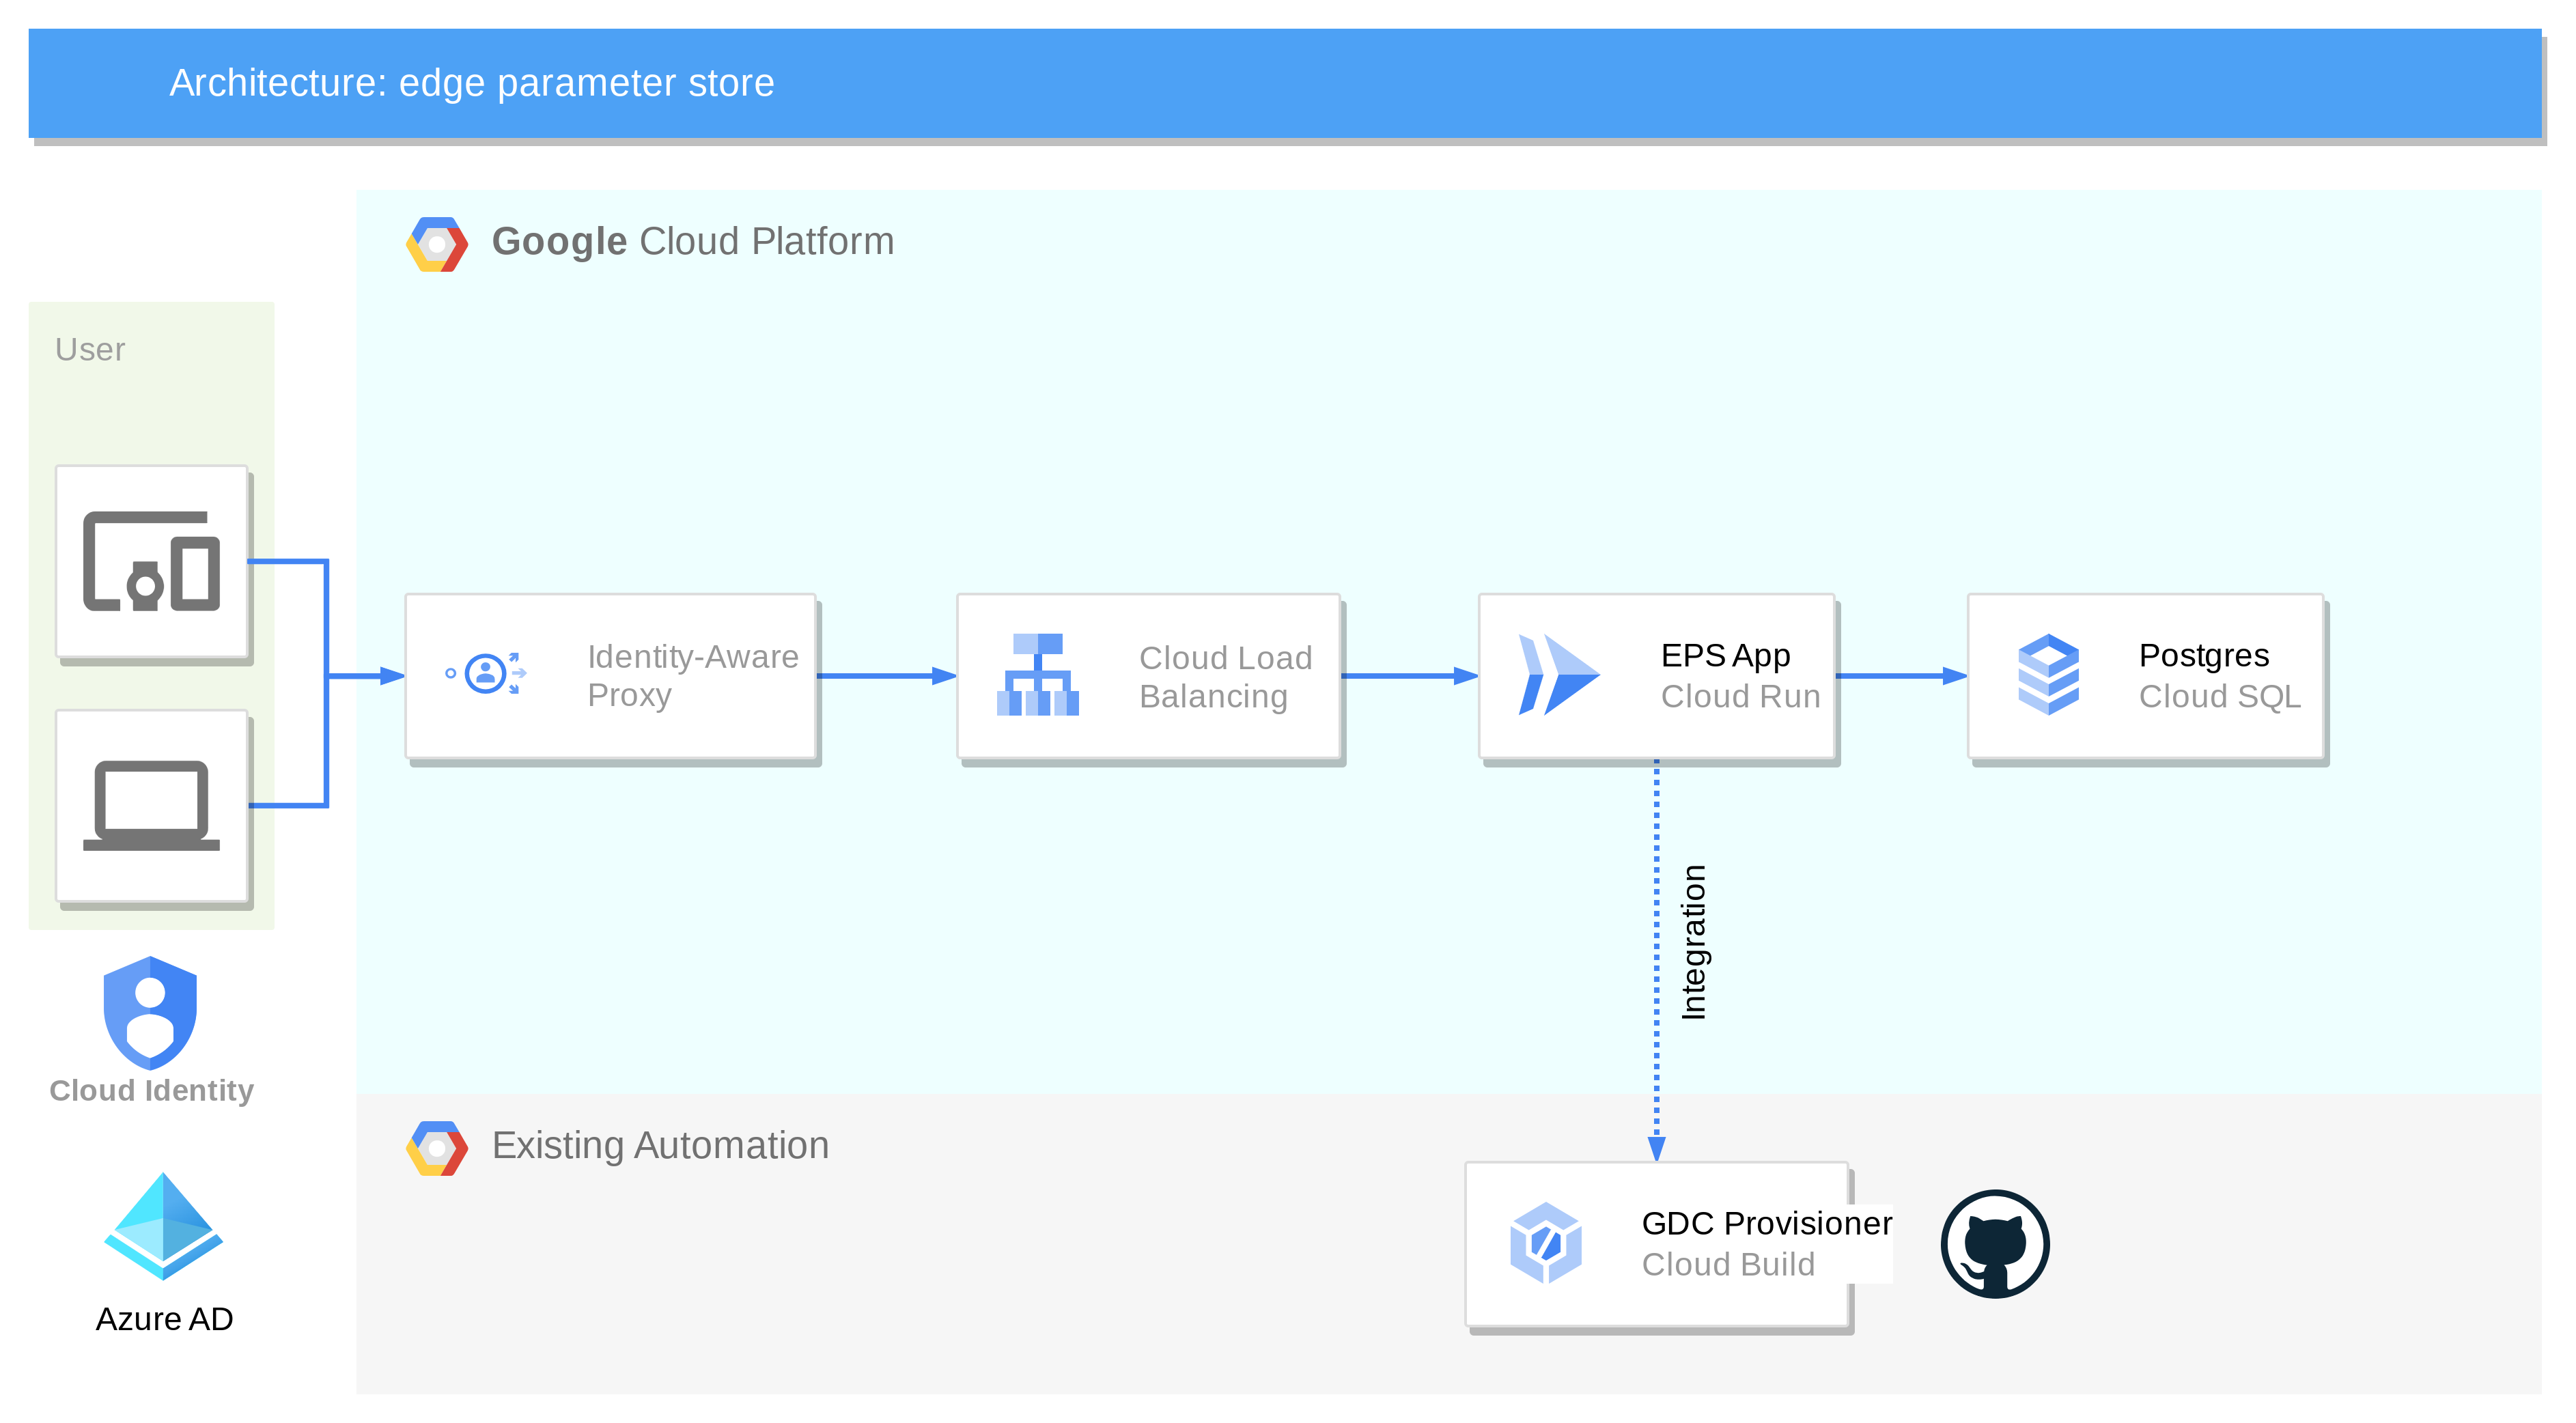 Architecture: edge parameter store
Google Cloud Platform
User
Identity-Aware
Proxy
Cloud Load
Balancing
EPS App
Cloud Run
Postgres
Cloud SQL
Integration
Cloud Identity
Existing Automation
GDC Provisioner
Cloud Build
Azure AD